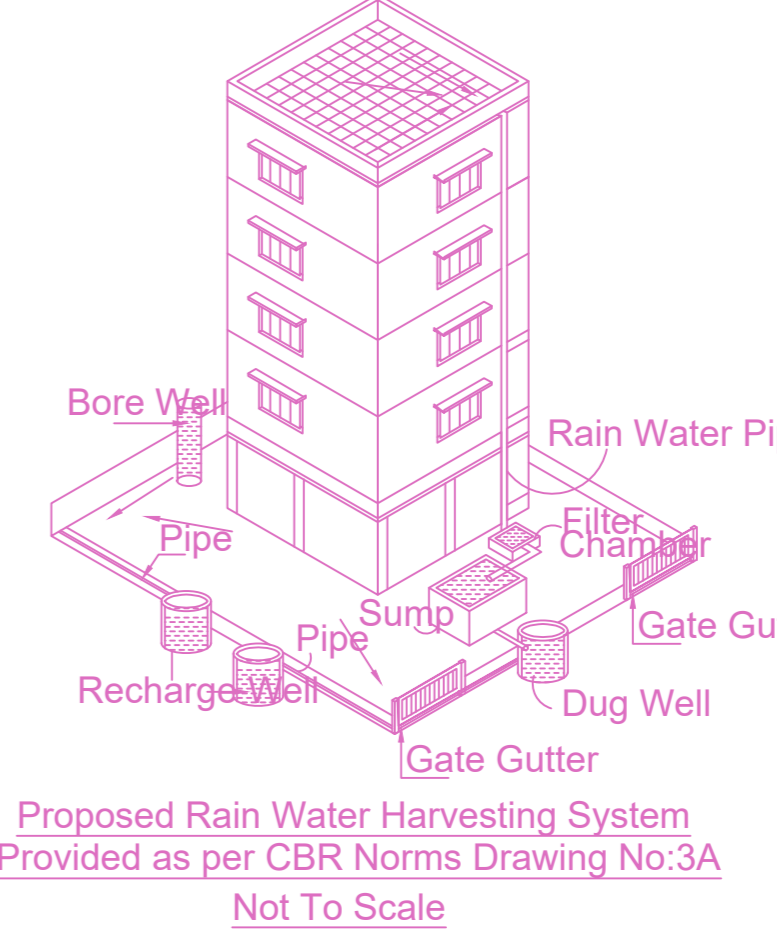 Bore Well
Rain Water Pi
Filter
Chamber
Pipe
Sump
Gate Gu
Pipe
Recharge Well
Dug Well
Gate Gutter
Proposed Rain Water Harvesting System
Provided as per CBR Norms Drawing No:3A
Not To Scale